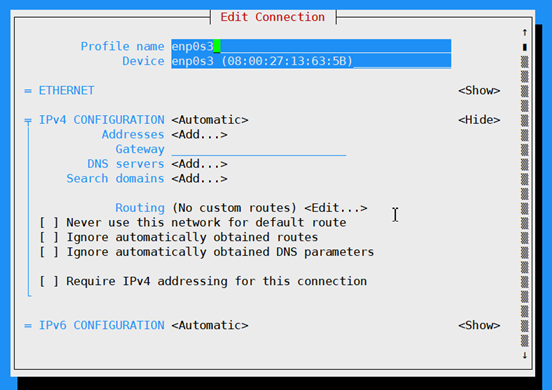 Edit Connection
Profile name enp0s3
Device enp0s3 (08:00:27:13:63:5B)
ETHERNET <Show>
IPv4 CONFIGURATION <Automatic> <Hide>
Addresses <Add...>
Gateway
DNS servers <Add...>
Search domains <Add...>
Routing (No custom routes) <Edit...>
[ ] Never use this network for default route
[ ] Ignore automatically obtained routes
[ ] Ignore automatically obtained DNS parameters
[ ] Require IPv4 addressing for this connection
IPv6 CONFIGURATION <Automatic> <Show>